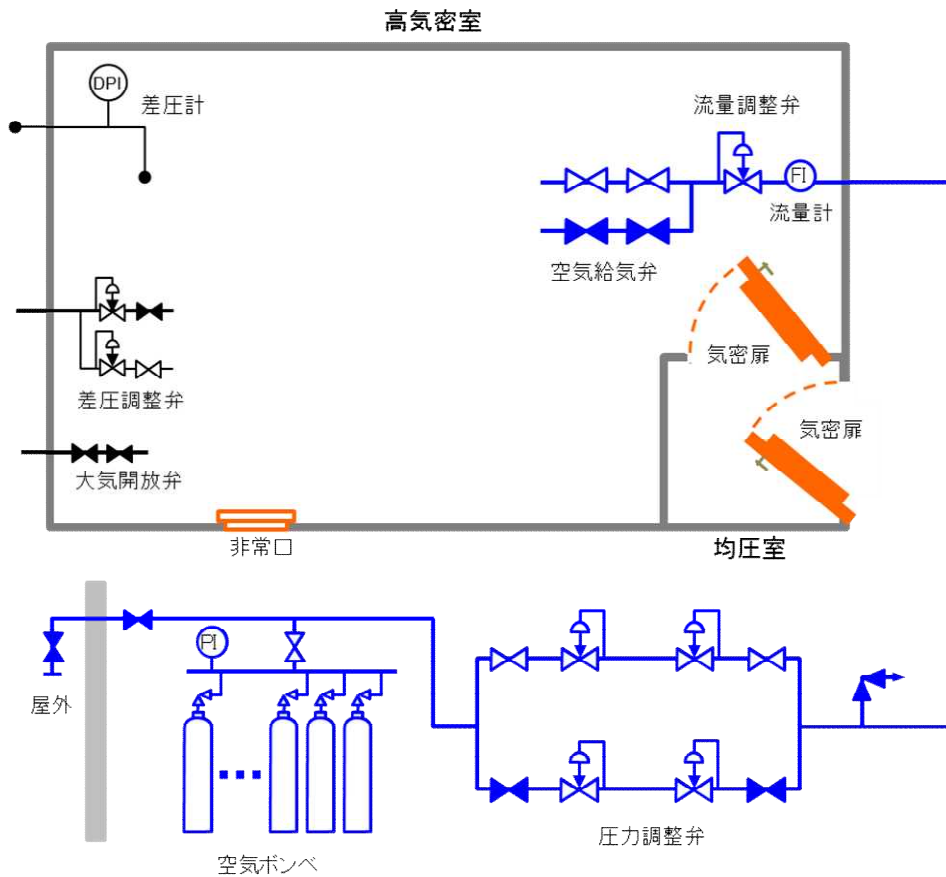 高気密室
DPI
差圧計
流量調整弁
FI
流量計
空気給気弁
気密扉
差圧調整弁
気密扉
大気開放弁
非常口
均圧室
PI
屋外
圧力調整弁
空気ボンベ